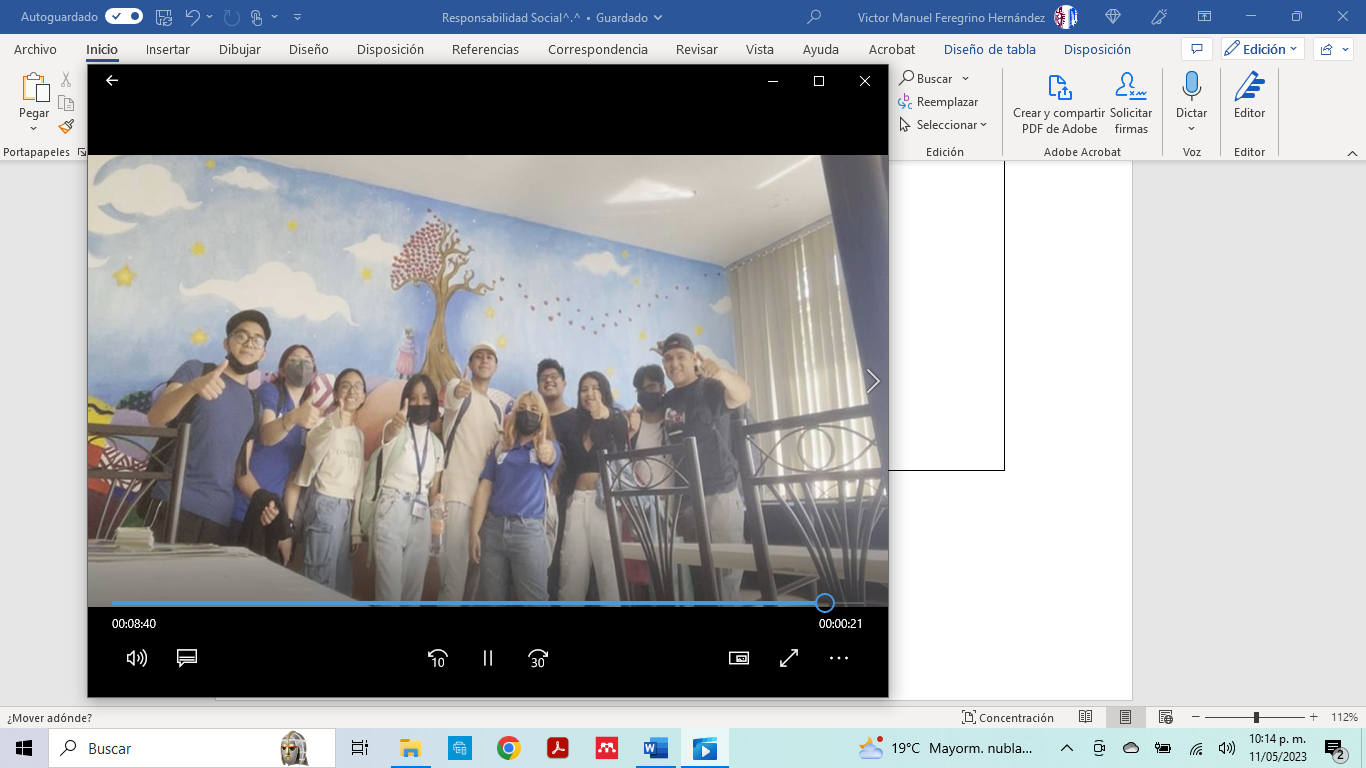 Autoguardado
Responsabilidad Social^.^ • Guardado
Victor Manuel Feregrino Hernández
Archivo Inicio Insertar Dibujar Diseño Disposición Referencias Correspondencia Revisar Vista Ayuda Acrobat Diseño de tabla Disposición Edición
Pegar
Portapapeles
Buscar
Reemplazar
Seleccionar
Edición
Crear y compartir
PDF de Adobe
Solicitar
firmas
Adobe Acrobat
Dictar
Voz
Editor
Editor
00:08:40
00:00:21
10
30
¿Mover adónde?
Concentración
112%
Buscar
19°C Mayorm. nubla...
10:14 p. m.
11/05/2023
2